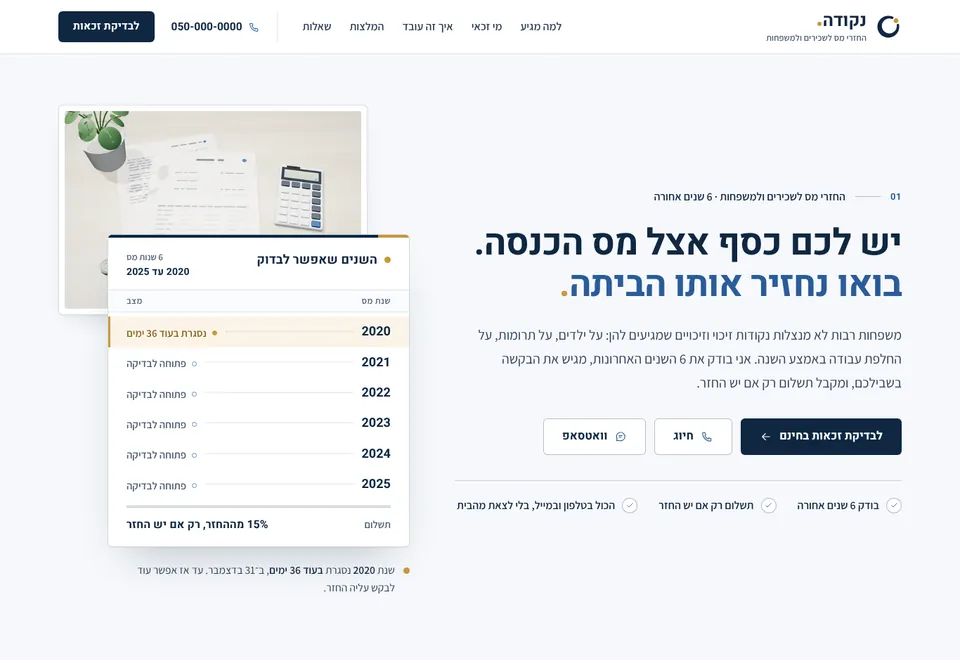 נקודה.
החזרי מס לשכירים ולמשפחות
למה מגיע
מי זכאי
איך זה עובד
המלצות
שאלות
050-000-0000
לבדיקת זכאות
01 החזרי מס לשכירים ולמשפחות · 6 שנים אחורה
יש לכם כסף אצל מס הכנסה.
בואו נחזיר אותו הביתה.
משפחות רבות לא מנצלות נקודות זיכוי וזיכויים שמגיעים להן: על ילדים, על תרומות, על
החלפת עבודה באמצע השנה. אני בודק את 6 השנים האחרונות, מגיש את הבקשה
בשבילכם, ומקבל תשלום רק אם יש החזר.
לבדיקת זכאות בחינם ←
חיוג
וואטסאפ
בודק 6 שנים אחורה
תשלום רק אם יש החזר
הכול בטלפון ובמייל, בלי לצאת מהבית
השנים שאפשר לבדוק
6 שנות מס
2020 עד 2025
שנת מס
מצב
2020 נסגרת בעוד 36 ימים
2021 פתוחה לבדיקה
2022 פתוחה לבדיקה
2023 פתוחה לבדיקה
2024 פתוחה לבדיקה
2025 פתוחה לבדיקה
תשלום
15% מההחזר, רק אם יש החזר
שנת 2020 נסגרת בעוד 36 ימים, ב־31 בדצמבר. עד אז אפשר עוד
לבקש עליה החזר.